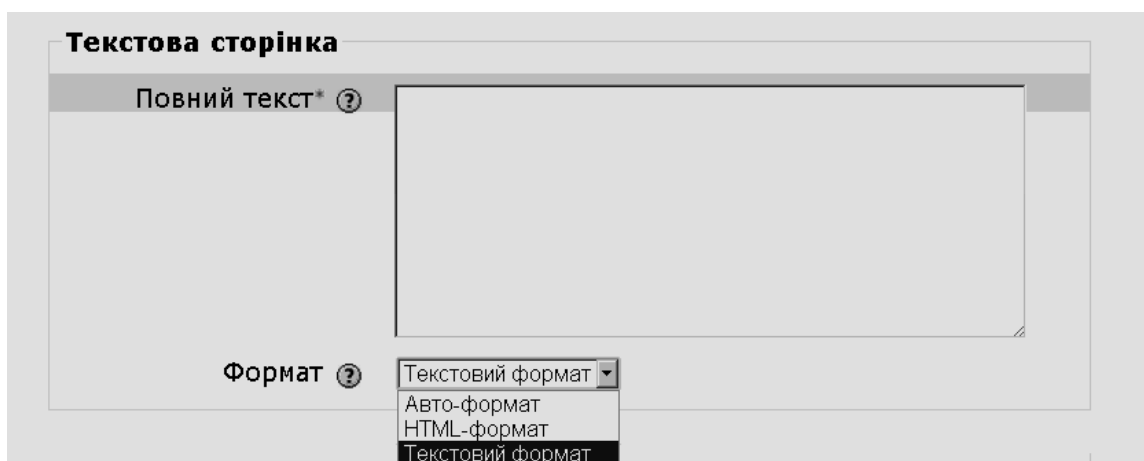 Текстова сторінка
Повний текст*
Формат Текстовий формат
Авто-формат
HTML-формат
Текстовий формат